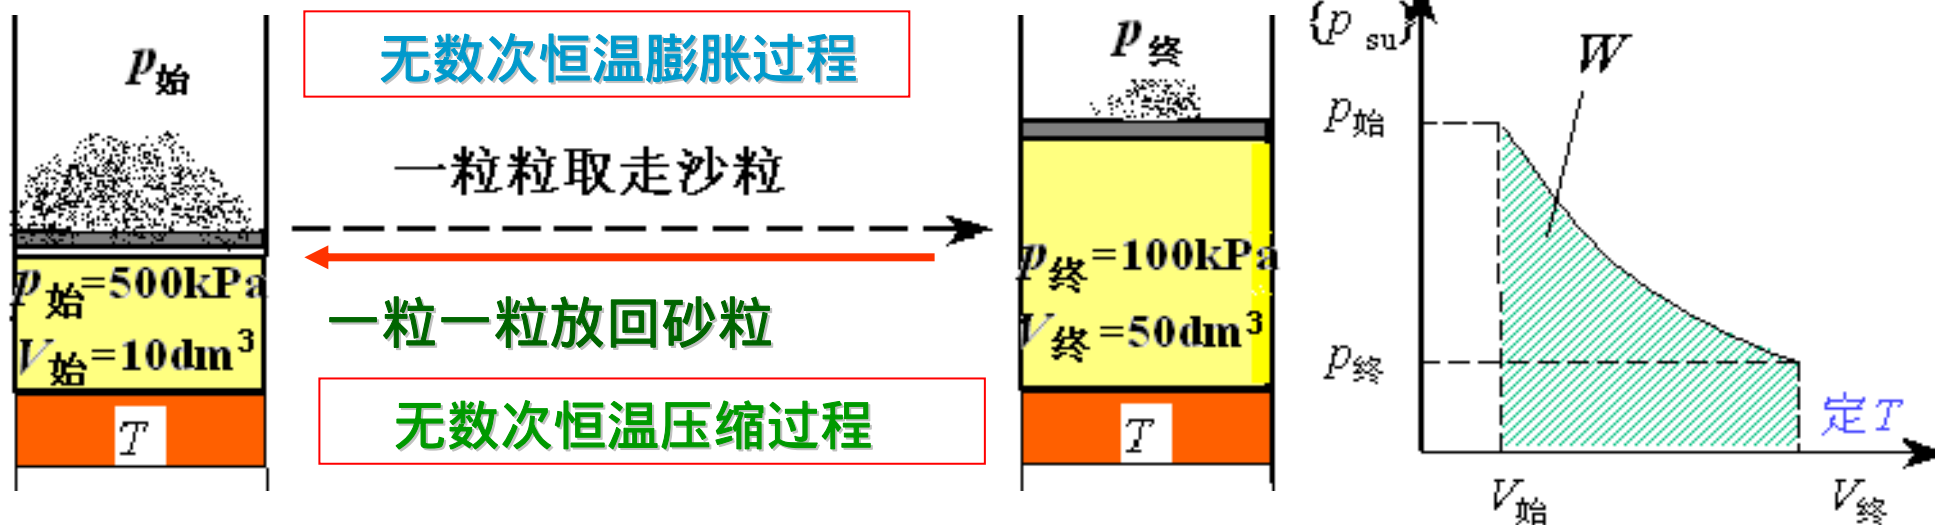 p始
无数次恒温膨胀过程
一粒粒取走沙粒
p始=500kPa
V始=10dm³
T
一粒一粒放回砂粒
无数次恒温压缩过程
p终
p终=100kPa
V终=50dm³
T
{p su}
W
p始
p终
定T
V始
V终